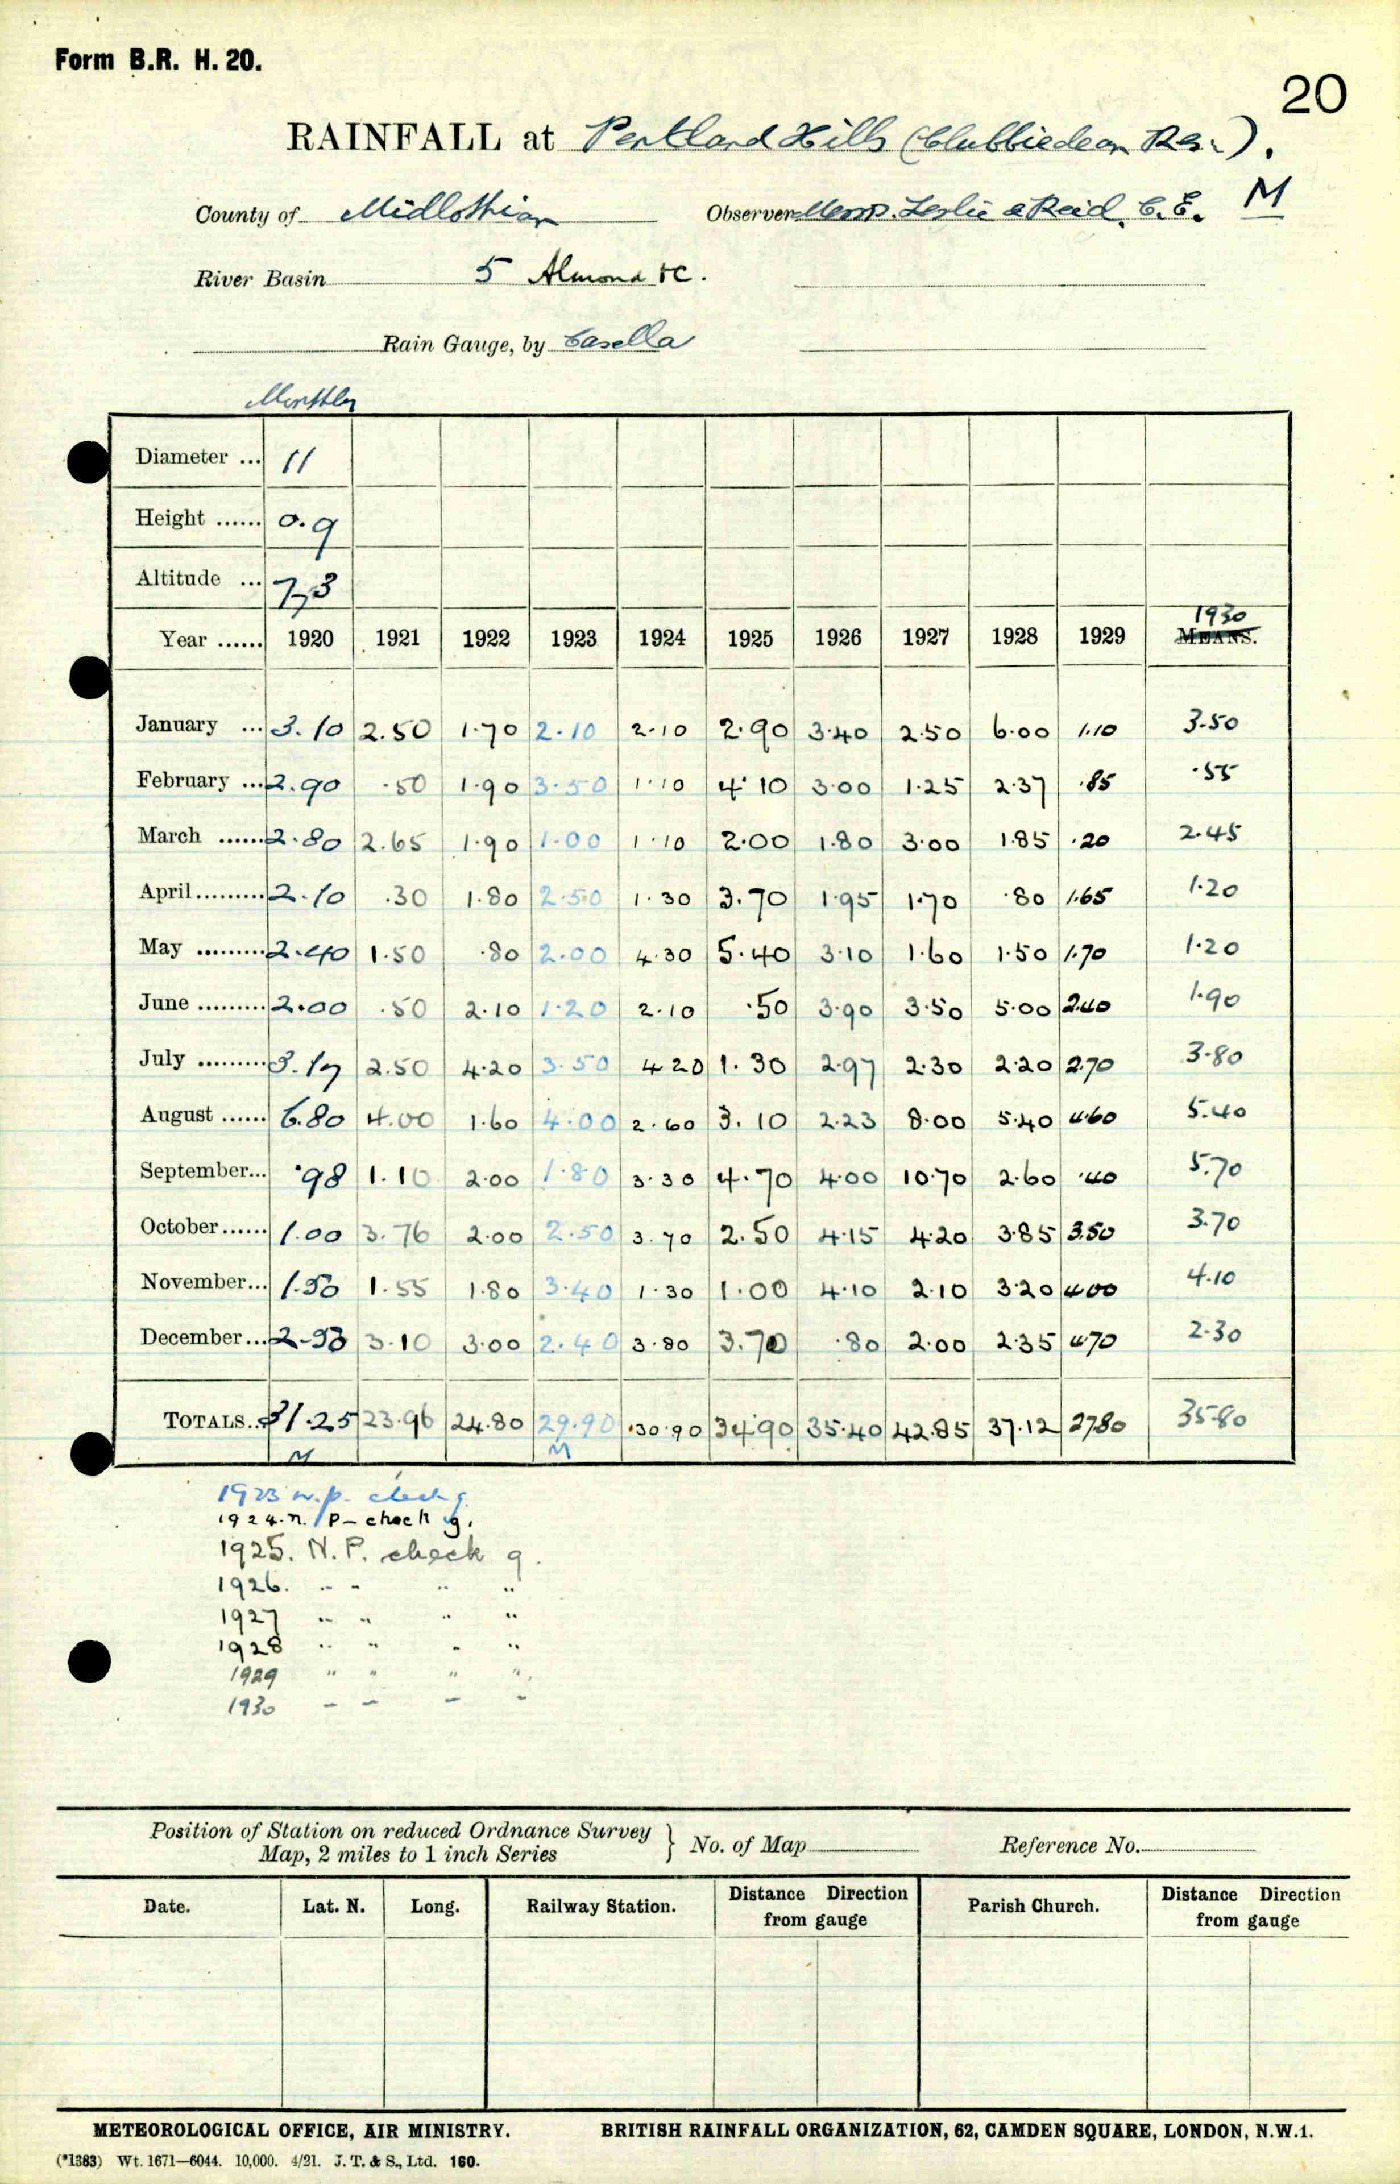 Form B.R. H. 20.
20
RAINFALL at Pentland Hills (Clubbiedean Res.).
County of Midlothian Observer Messrs. Leslie & Reid, C.E. M
River Basin 5 Almond &c.
Rain Gauge, by Casella
Monthly
Diameter ... 11
Height ...... 0.9
Altitude ...
1930
Year ...... 1920 1921 1922 1923 1924 1925 1926 1927 1928 1929 MEANS.
January ... 3.10 2.50 1.70 2.10 2.10 2.90 3.40 2.50 6.00 1.10 3.50
February ... 2.90 .50 1.90 3.50 1.10 4.10 3.00 1.25 2.37 .85 .55
March ...... 2.80 2.65 1.90 1.00 1.10 2.00 1.80 3.00 1.85 .20 2.45
April ......... 2.10 .30 1.80 2.50 1.30 3.70 1.95 1.70 .80 1.65 1.20
May ......... 2.40 1.50 .80 2.00 4.30 5.40 3.10 1.60 1.50 1.70 1.20
June ......... 2.00 .50 2.10 1.20 2.10 .50 3.90 3.50 5.00 2.40 1.90
July ......... 3.17 2.50 4.20 3.50 4.20 1.30 2.97 2.30 2.20 2.70 3.80
August ...... 6.80 4.00 1.60 4.00 2.60 3.10 2.23 8.00 5.40 4.60 5.40
September... .98 1.10 2.00 1.80 3.30 4.70 4.00 10.70 2.60 .40 5.70
October ...... 1.00 3.76 2.00 2.50 3.70 2.50 4.15 4.20 3.85 3.50 3.70
November... 1.50 1.55 1.80 3.40 1.30 1.00 4.10 2.10 3.20 4.00 4.10
December... 2.50 3.10 3.00 2.40 3.80 3.70 .80 2.00 2.35 4.70 2.30
TOTALS... 31.25 23.96 24.80 29.90 30.90 34.90 35.40 42.85 37.12 27.80 35.80
M M
1923 n.p. check g.
1924. n. P- check g.
1925. N. P. check g.
1926. " " " "
1927 " " " "
1928 " " " "
1929 " " " "
1930 " " " "
Position of Station on reduced Ordnance Survey
Map, 2 miles to 1 inch Series } No. of Map Reference No.
Date. Lat. N. Long. Railway Station. Distance Direction from gauge Parish Church. Distance Direction from gauge
METEOROLOGICAL OFFICE, AIR MINISTRY. BRITISH RAINFALL ORGANIZATION, 62, CAMDEN SQUARE, LONDON, N.W.1.
(*1383) Wt. 1671—6044. 10,000. 4/21. J. T. & S., Ltd. 160.